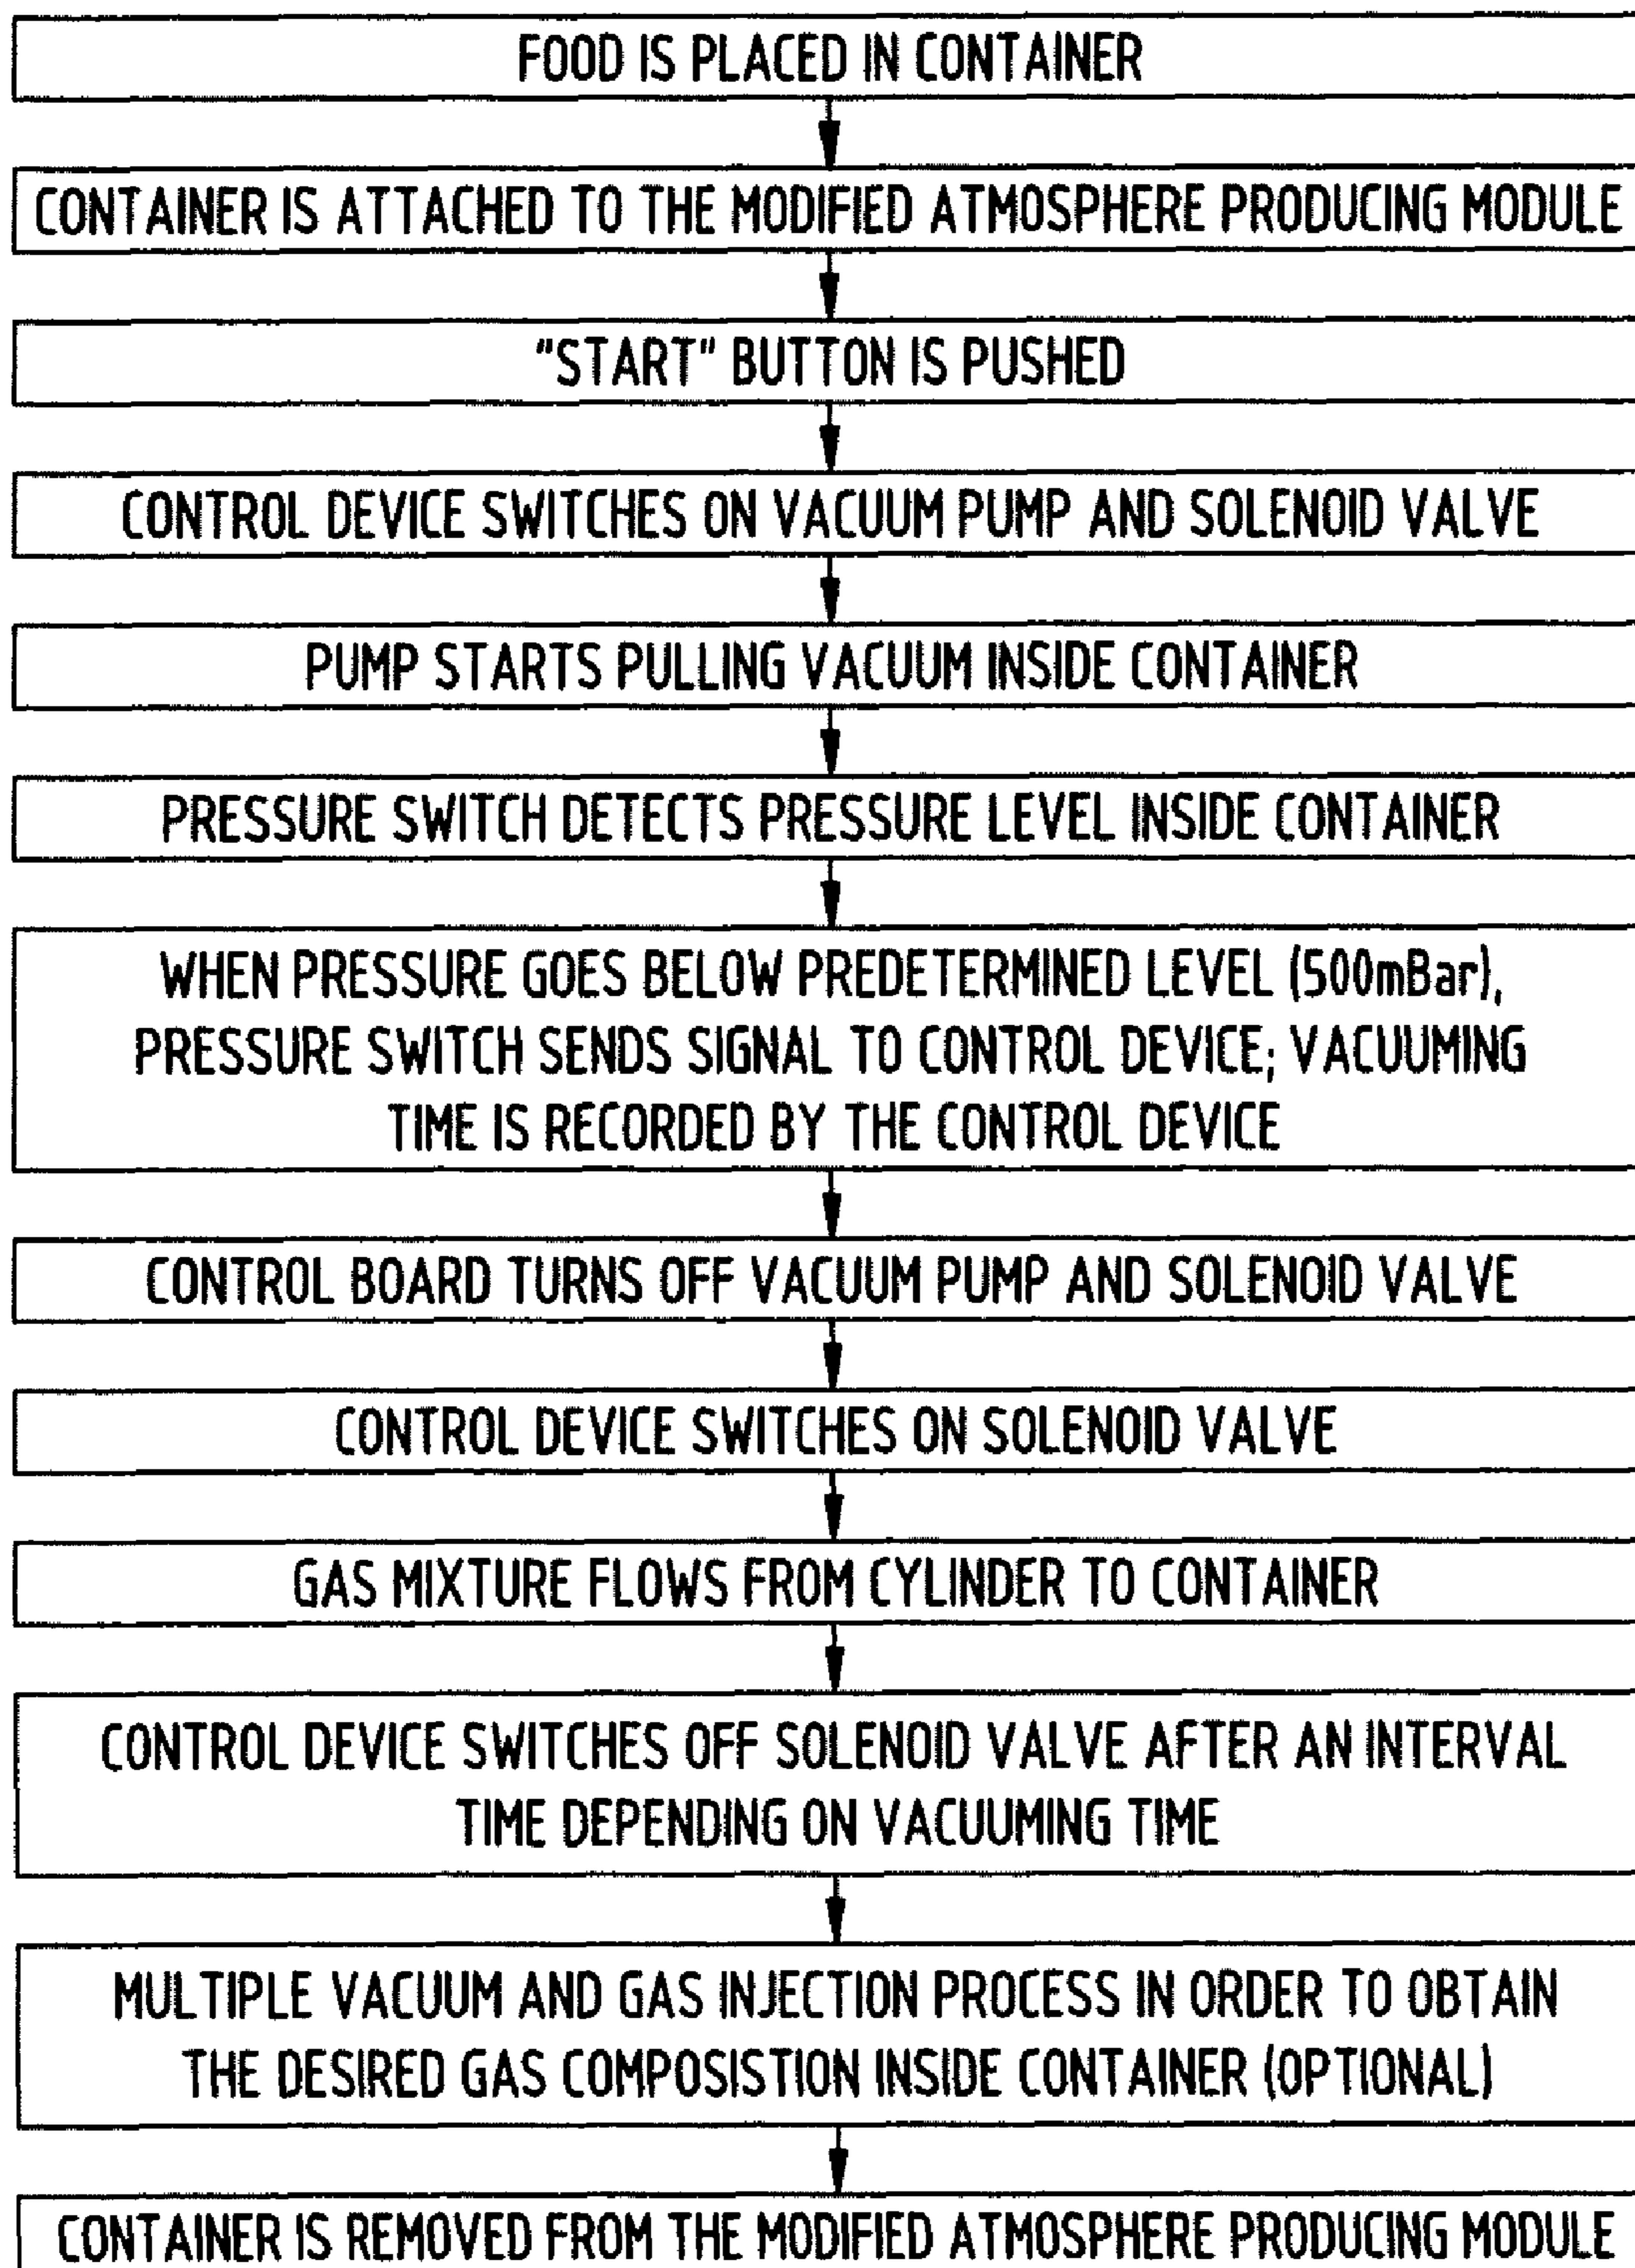 FOOD IS PLACED IN CONTAINER
CONTAINER IS ATTACHED TO THE MODIFIED ATMOSPHERE PRODUCING MODULE
"START" BUTTON IS PUSHED
CONTROL DEVICE SWITCHES ON VACUUM PUMP AND SOLENOID VALVE
PUMP STARTS PULLING VACUUM INSIDE CONTAINER
PRESSURE SWITCH DETECTS PRESSURE LEVEL INSIDE CONTAINER
WHEN PRESSURE GOES BELOW PREDETERMINED LEVEL (500mBar),
PRESSURE SWITCH SENDS SIGNAL TO CONTROL DEVICE; VACUUMING
TIME IS RECORDED BY THE CONTROL DEVICE
CONTROL BOARD TURNS OFF VACUUM PUMP AND SOLENOID VALVE
CONTROL DEVICE SWITCHES ON SOLENOID VALVE
GAS MIXTURE FLOWS FROM CYLINDER TO CONTAINER
CONTROL DEVICE SWITCHES OFF SOLENOID VALVE AFTER AN INTERVAL
TIME DEPENDING ON VACUUMING TIME
MULTIPLE VACUUM AND GAS INJECTION PROCESS IN ORDER TO OBTAIN
THE DESIRED GAS COMPOSISTION INSIDE CONTAINER (OPTIONAL)
CONTAINER IS REMOVED FROM THE MODIFIED ATMOSPHERE PRODUCING MODULE